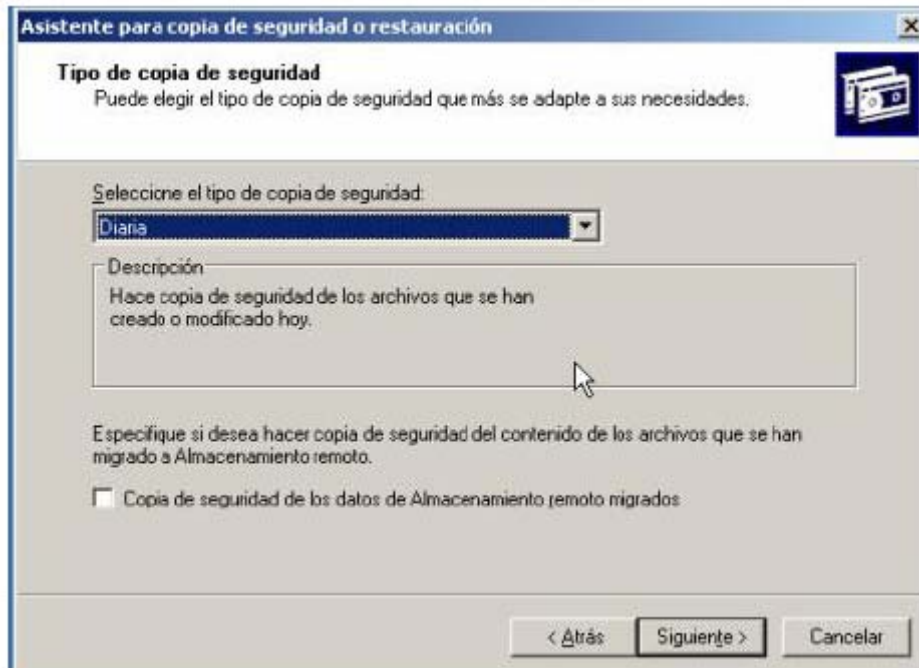 Asistente para copia de seguridad o restauración
Tipo de copia de seguridad
Puede elegir el tipo de copia de seguridad que más se adapte a sus necesidades.
Seleccione el tipo de copia de seguridad:
Diaria
Descripción
Hace copia de seguridad de los archivos que se han
creado o modificado hoy.
Especifique si desea hacer copia de seguridad del contenido de los archivos que se han
migrado a Almacenamiento remoto.
Copia de seguridad de los datos de Almacenamiento remoto migrados
< Atrás
Siguiente >
Cancelar